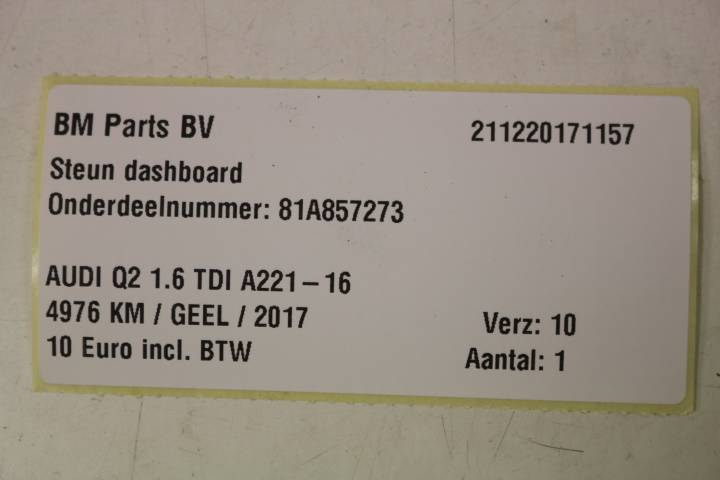 BM Parts BV 211220171157
Steun dashboard
Onderdeelnummer: 81A857273
AUDI Q2 1.6 TDI A221-16
4976 KM / GEEL / 2017 Verz: 10
10 Euro incl. BTW Aantal: 1